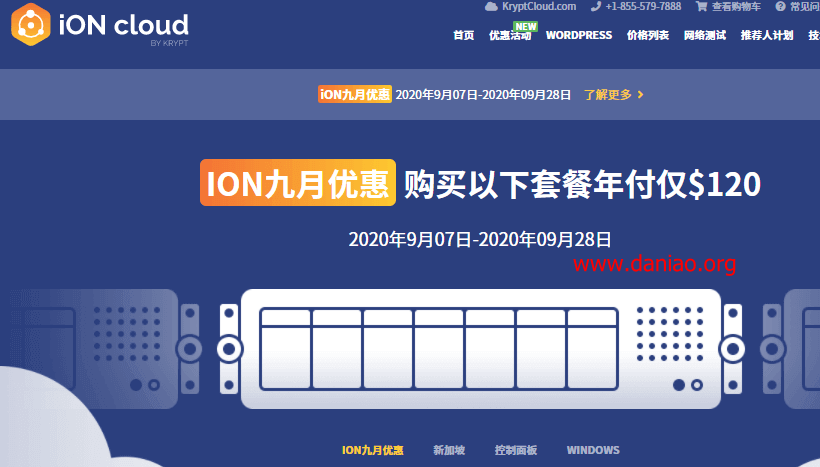 iON cloud
BY KRYPT
KryptCloud.com +1-855-579-7888 查看购物车 常见问
首页 优惠活动 NEW WORDPRESS 价格列表 网络测试 推荐人计划 技
iON九月优惠 2020年9月07日-2020年09月28日 了解更多
ION九月优惠 购买以下套餐年付仅$120
2020年9月07日-2020年09月28日
www.daniao.org
ION九月优惠 新加坡 控制面板 WINDOWS